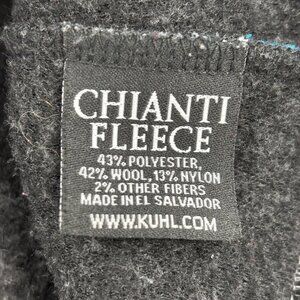 CHIANTI
FLEECE
43% POLYESTER,
42% WOOL, 13% NYLON
2% OTHER FIBERS
MADE IN EL SALVADOR
WWW.KUHL.COM